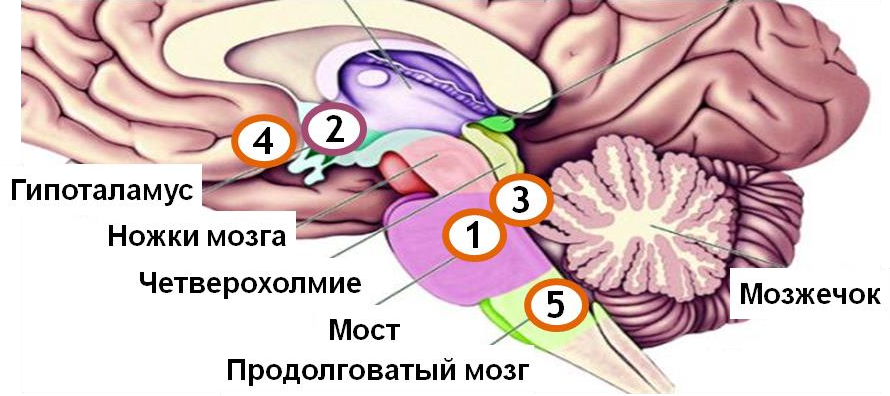 4
2
Гипоталамус
3
Ножки мозга
1
Четверохолмие
5
Мозжечок
Мост
Продолговатый мозг